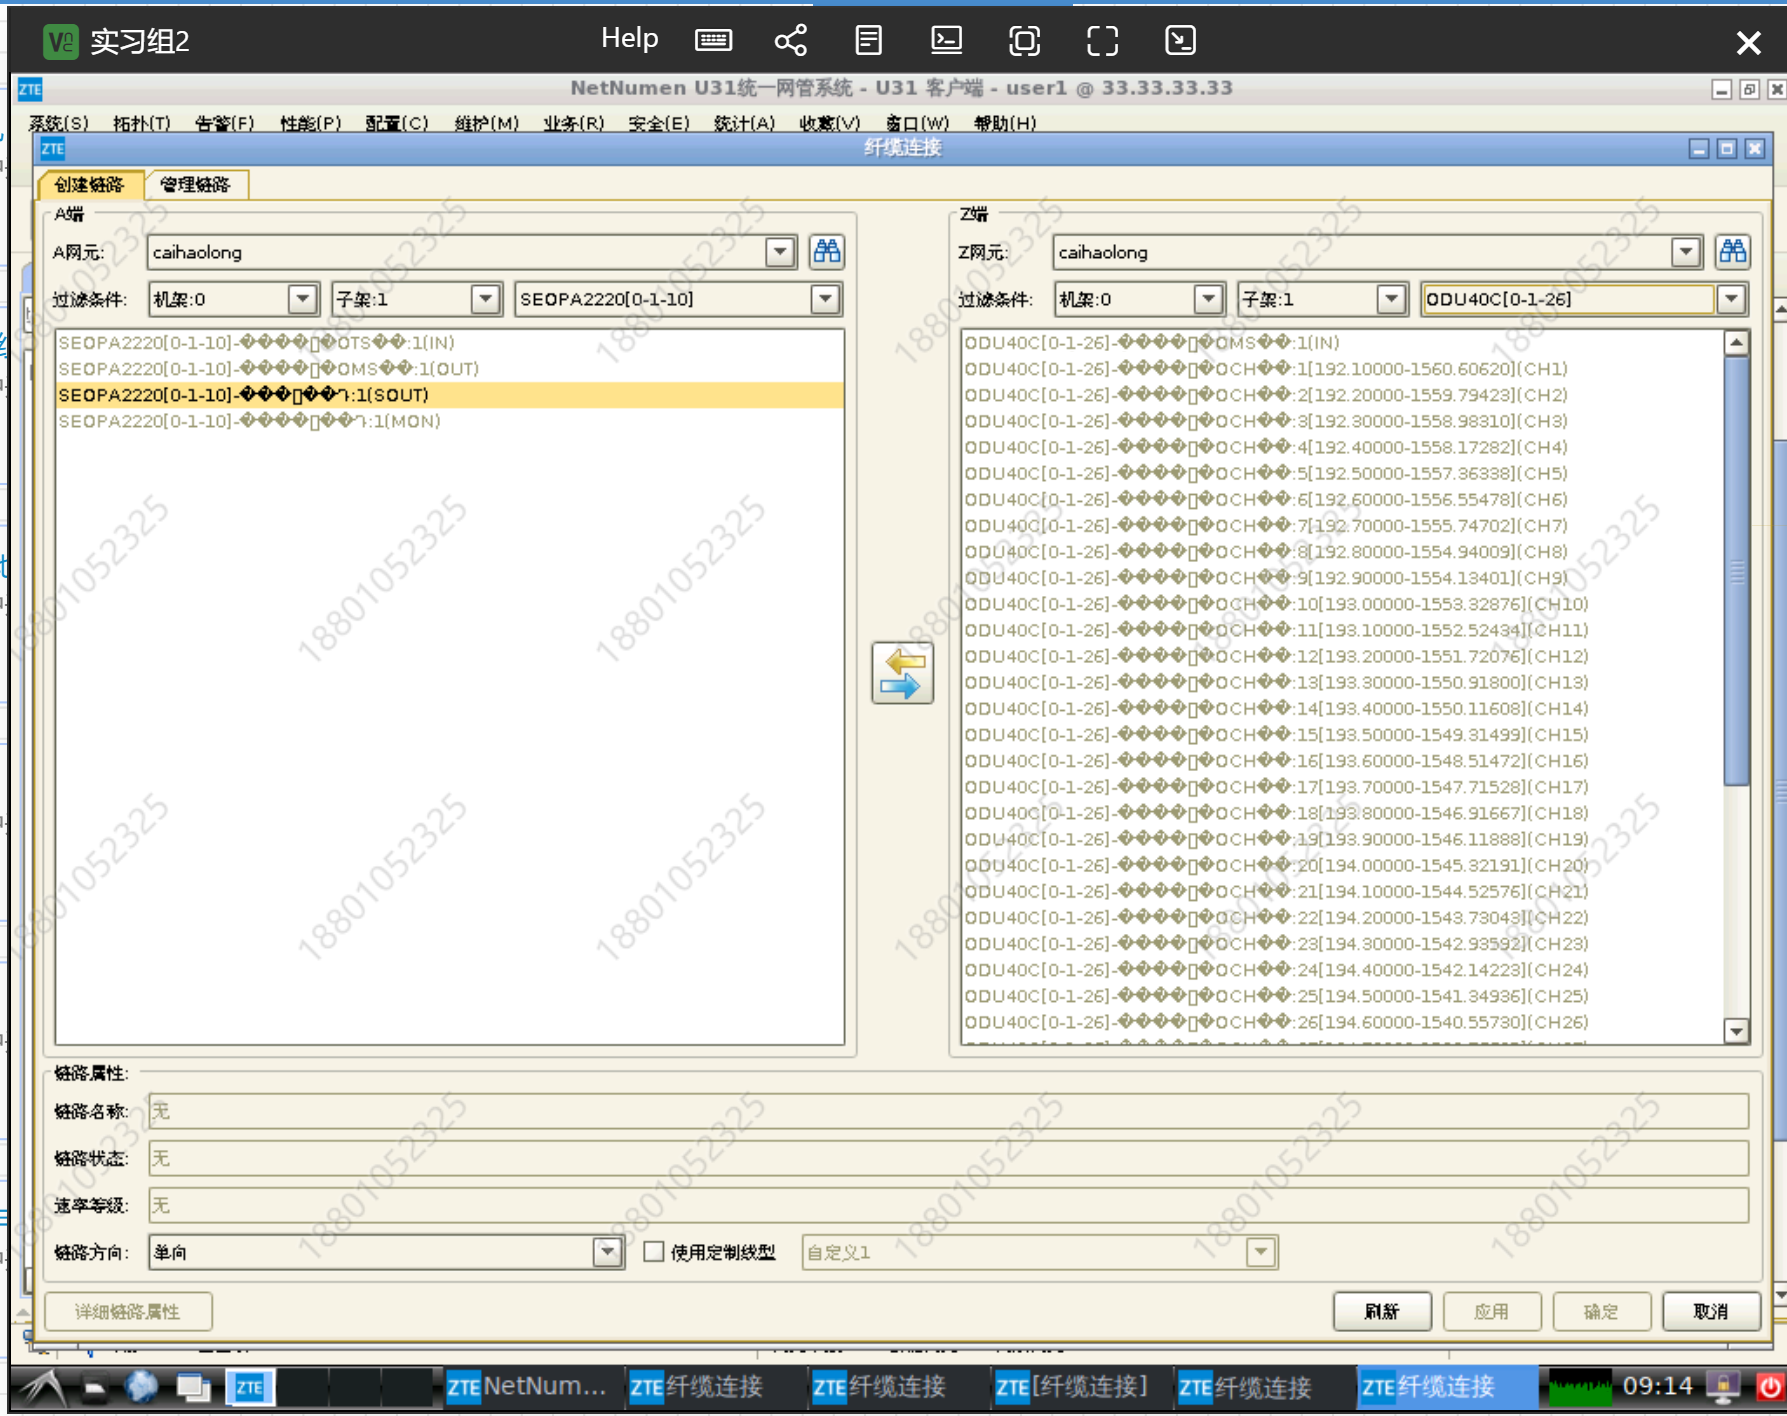 实习组2
Help
NetNumen U31统一网管系统 - U31 客户端 - user1 @ 33.33.33.33
系统(S) 拓扑(T) 告警(F) 性能(P) 配置(C) 维护(M) 业务(R) 安全(E) 统计(A) 收藏(V) 窗口(W) 帮助(H)
ZTE 纤缆连接
创建链路 管理链路
A端
A网元: caihaolong
过滤条件: 机架:0 子架:1 SEOPA2220[0-1-10]
SEOPA2220[0-1-10]-����▯�OTS��:1(IN)
SEOPA2220[0-1-10]-����▯�OMS��:1(OUT)
SEOPA2220[0-1-10]-���▯��ר:1(SOUT)
SEOPA2220[0-1-10]-����▯��ר:1(MON)
Z端
Z网元: caihaolong
过滤条件: 机架:0 子架:1 ODU40C[0-1-26]
ODU40C[0-1-26]-����▯�OMS��:1(IN)
ODU40C[0-1-26]-����▯�OCH��:1[192.10000-1560.60620](CH1)
ODU40C[0-1-26]-����▯�OCH��:2[192.20000-1559.79423](CH2)
ODU40C[0-1-26]-����▯�OCH��:3[192.30000-1558.98310](CH3)
ODU40C[0-1-26]-����▯�OCH��:4[192.40000-1558.17282](CH4)
ODU40C[0-1-26]-����▯�OCH��:5[192.50000-1557.36338](CH5)
ODU40C[0-1-26]-����▯�OCH��:6[192.60000-1556.55478](CH6)
ODU40C[0-1-26]-����▯�OCH��:7[192.70000-1555.74702](CH7)
ODU40C[0-1-26]-����▯�OCH��:8[192.80000-1554.94009](CH8)
ODU40C[0-1-26]-����▯�OCH��:9[192.90000-1554.13401](CH9)
ODU40C[0-1-26]-����▯�OCH��:10[193.00000-1553.32876](CH10)
ODU40C[0-1-26]-����▯�OCH��:11[193.10000-1552.52434](CH11)
ODU40C[0-1-26]-����▯�OCH��:12[193.20000-1551.72076](CH12)
ODU40C[0-1-26]-����▯�OCH��:13[193.30000-1550.91800](CH13)
ODU40C[0-1-26]-����▯�OCH��:14[193.40000-1550.11608](CH14)
ODU40C[0-1-26]-����▯�OCH��:15[193.50000-1549.31499](CH15)
ODU40C[0-1-26]-����▯�OCH��:16[193.60000-1548.51472](CH16)
ODU40C[0-1-26]-����▯�OCH��:17[193.70000-1547.71528](CH17)
ODU40C[0-1-26]-����▯�OCH��:18[193.80000-1546.91667](CH18)
ODU40C[0-1-26]-����▯�OCH��:19[193.90000-1546.11888](CH19)
ODU40C[0-1-26]-����▯�OCH��:20[194.00000-1545.32191](CH20)
ODU40C[0-1-26]-����▯�OCH��:21[194.10000-1544.52576](CH21)
ODU40C[0-1-26]-����▯�OCH��:22[194.20000-1543.73043](CH22)
ODU40C[0-1-26]-����▯�OCH��:23[194.30000-1542.93592](CH23)
ODU40C[0-1-26]-����▯�OCH��:24[194.40000-1542.14223](CH24)
ODU40C[0-1-26]-����▯�OCH��:25[194.50000-1541.34936](CH25)
ODU40C[0-1-26]-����▯�OCH��:26[194.60000-1540.55730](CH26)
链路属性:
链路名称: 无
链路状态: 无
速率等级: 无
链路方向: 单向 使用定制线型 自定义1
详细链路属性 刷新 应用 确定 取消
ZTE ZTE NetNum... ZTE 纤缆连接 ZTE 纤缆连接 ZTE [纤缆连接] ZTE 纤缆连接 ZTE 纤缆连接 09:14
18801052325